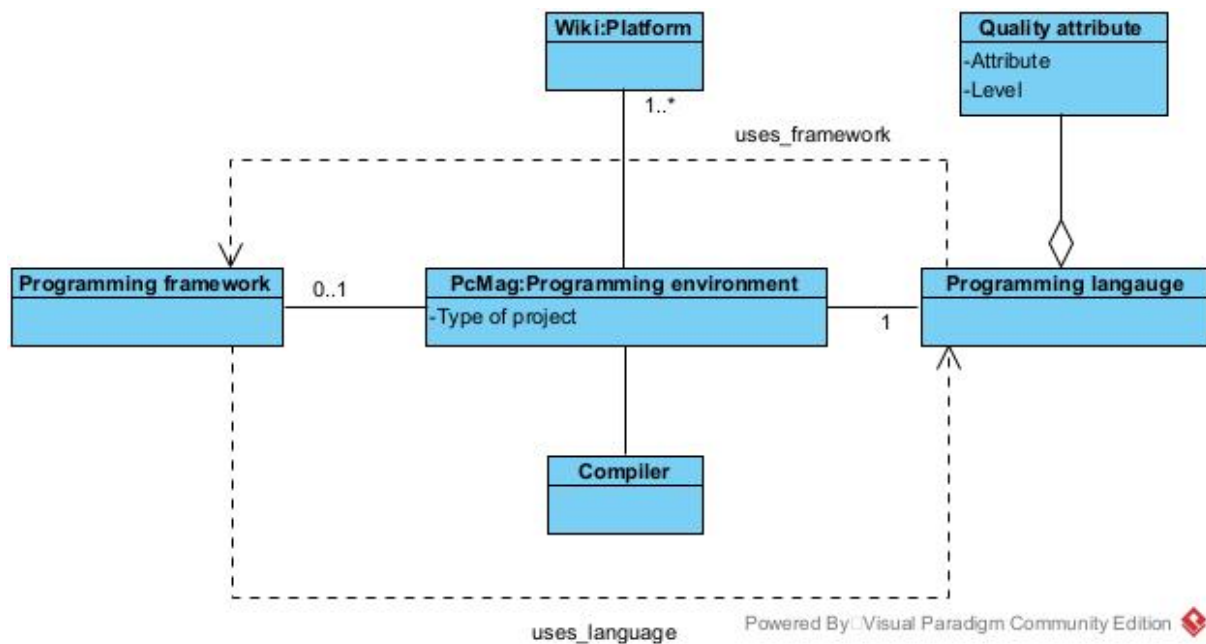 Wiki:Platform
Quality attribute
-Attribute
-Level
1..*
uses_framework
Programming framework
0..1
PcMag:Programming environment
-Type of project
1
Programming langauge
Compiler
uses_language
Powered By Visual Paradigm Community Edition